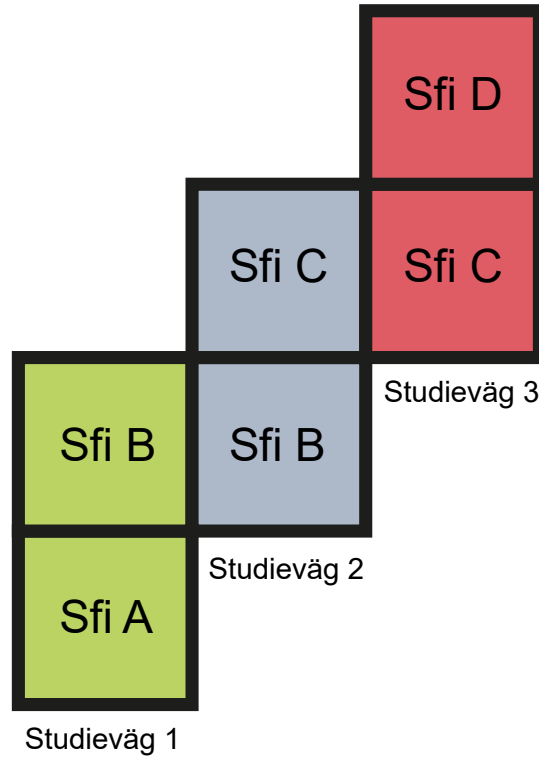 Sfi D
Sfi C
Sfi C
Studieväg 3
Sfi B
Sfi B
Studieväg 2
Sfi A
Studieväg 1